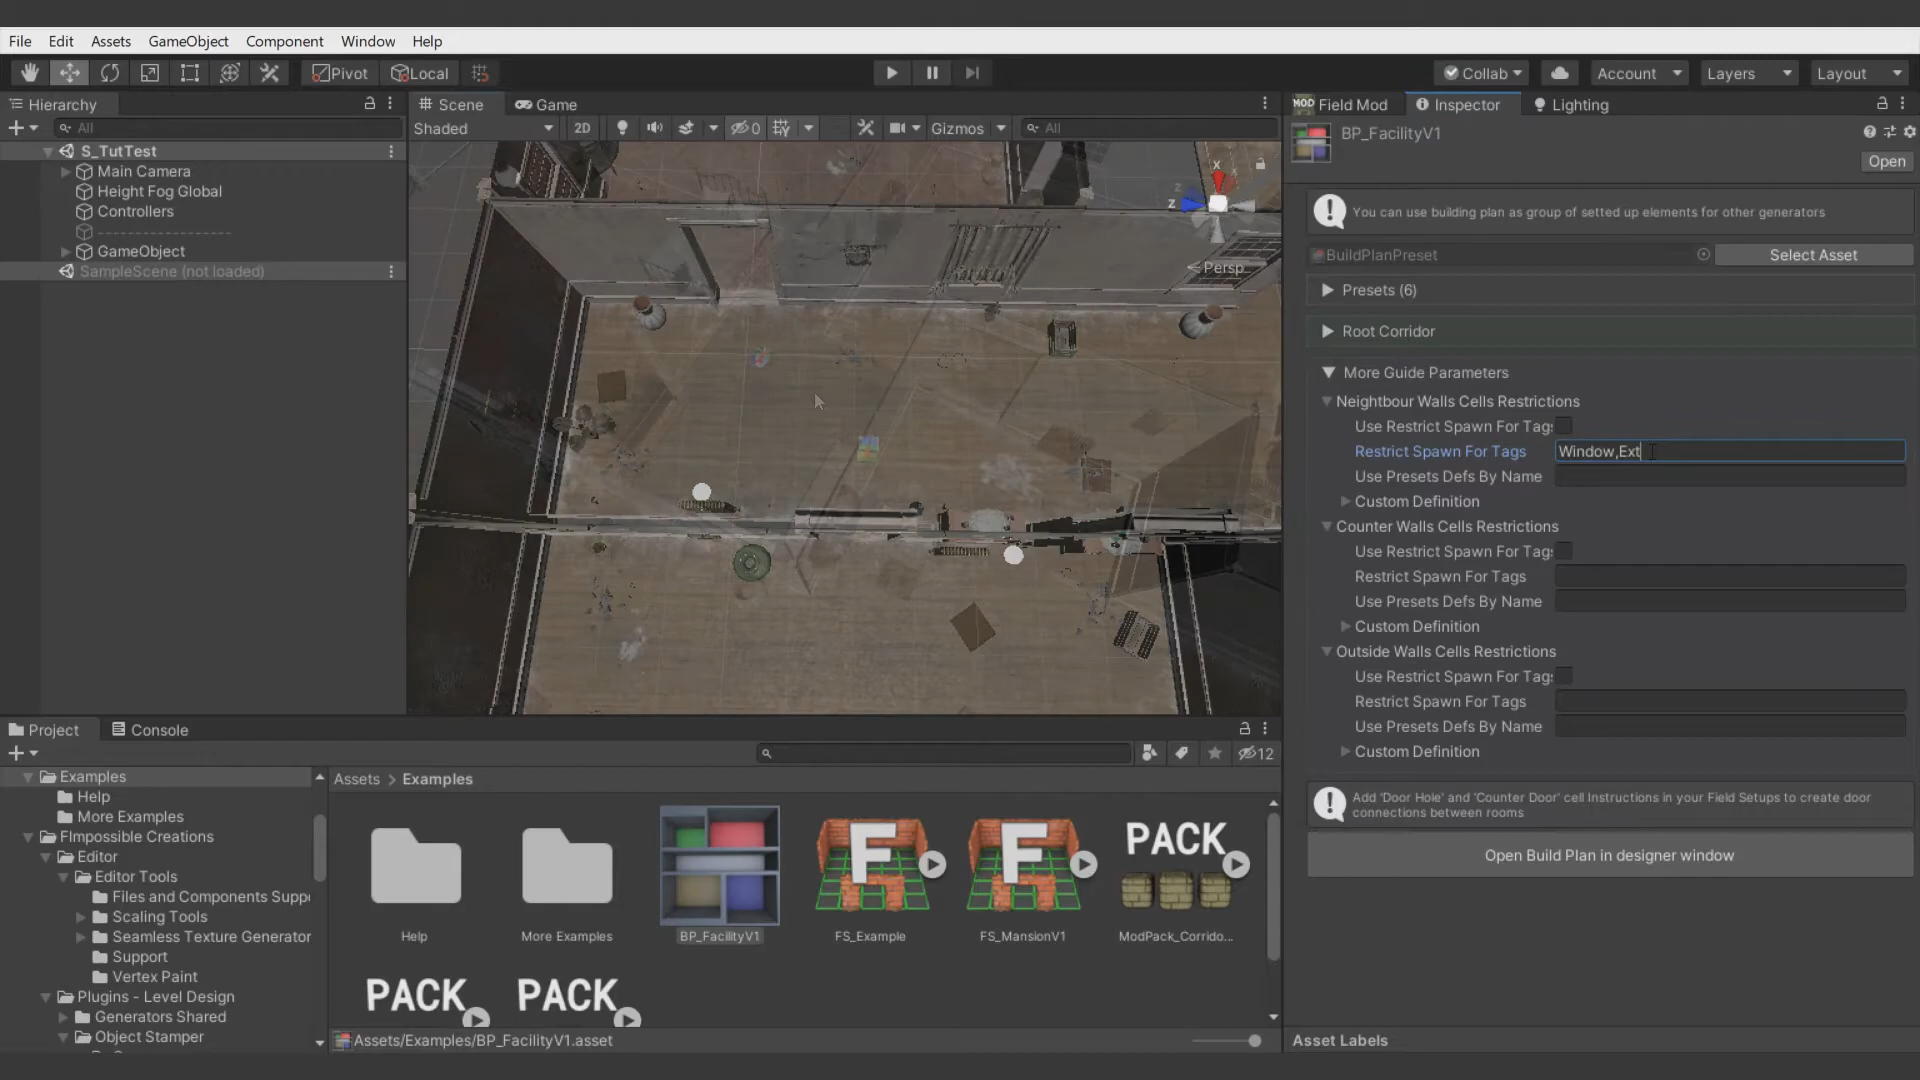 File Edit Assets GameObject Component Window Help
Pivot Local Collab Account Layers Layout
Hierarchy
All
S_TutTest
Main Camera
Height Fog Global
Controllers
-------------------
GameObject
SampleScene (not loaded)
Scene Game
Shaded 2D 0 Gizmos All
x
z
z
Persp
Field Mod Inspector Lighting
MOD
BP_FacilityV1
Open
You can use building plan as group of setted up elements for other generators
BuildPlanPreset Select Asset
Presets (6)
Root Corridor
More Guide Parameters
Neighbour Walls Cells Restrictions
Use Restrict Spawn For Tags
Restrict Spawn For Tags Window,Ext
Use Presets Defs By Name
Custom Definition
Counter Walls Cells Restrictions
Use Restrict Spawn For Tags
Restrict Spawn For Tags
Use Presets Defs By Name
Custom Definition
Outside Walls Cells Restrictions
Use Restrict Spawn For Tags
Restrict Spawn For Tags
Use Presets Defs By Name
Custom Definition
Add 'Door Hole' and 'Counter Door' cell Instructions in your Field Setups to create door
connections between rooms
Open Build Plan in designer window
Asset Labels
Project Console
12
Examples
Help
More Examples
FImpossible Creations
Editor
Editor Tools
Files and Components Suppo
Scaling Tools
Seamless Texture Generator
Support
Vertex Paint
Plugins - Level Design
Generators Shared
Object Stamper
Assets > Examples
F F PACK
Help More Examples BP_FacilityV1 FS_Example FS_MansionV1 ModPack_Corrido...
PACK PACK
Assets/Examples/BP_FacilityV1.asset